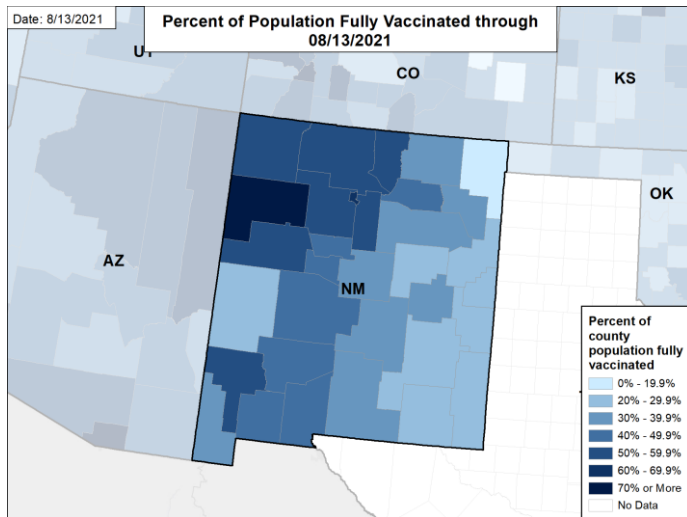 Date: 8/13/2021
Percent of Population Fully Vaccinated through
08/13/2021
UT
CO
KS
OK
AZ
NM
Percent of
county
population fully
vaccinated
0% - 19.9%
20% - 29.9%
30% - 39.9%
40% - 49.9%
50% - 59.9%
60% - 69.9%
70% or More
No Data